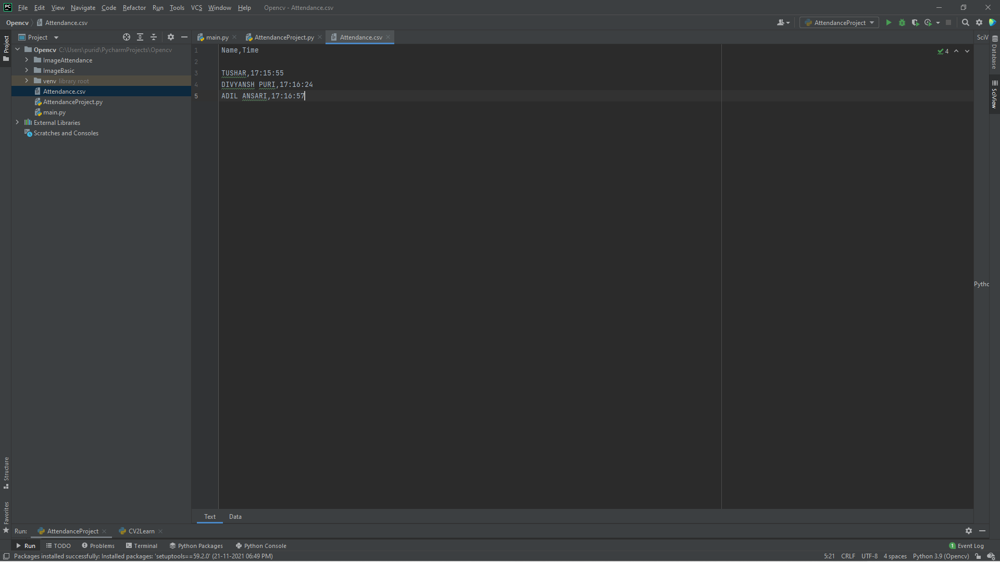 PC File Edit View Navigate Code Refactor Run Tools VCS Window Help Opencv - Attendance.csv
Opencv Attendance.csv AttendanceProject
Project main.py AttendanceProject.py Attendance.csv SciV
Project
Opencv C:\Users\purid\PycharmProjects\Opencv
ImageAttendance
ImageBasic
venv library root
Attendance.csv
AttendanceProject.py
main.py
External Libraries
Scratches and Consoles
1 Name,Time
2
3 TUSHAR,17:15:55
4 DIVYANSH PURI,17:16:24
5 ADIL ANSARI,17:16:57
4
Database
SciView
Pythc
Structure
Favorites
Text Data
Run: AttendanceProject CV2Learn
Run TODO Problems Terminal Python Packages Python Console 1 Event Log
Packages installed successfully: Installed packages: 'setuptools==59.2.0' (21-11-2021 06:49 PM) 5:21 CRLF UTF-8 4 spaces Python 3.9 (Opencv)